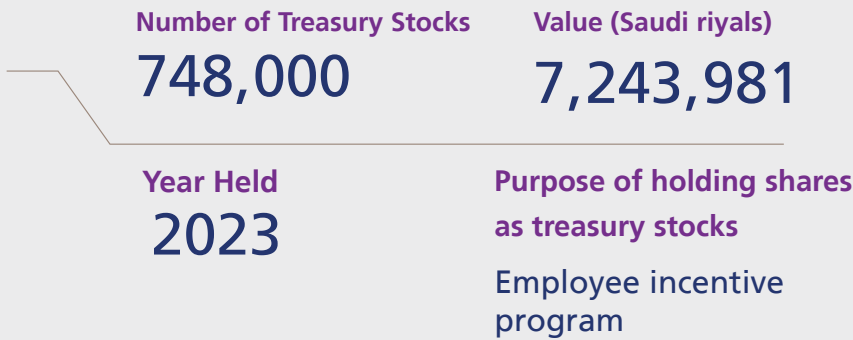 Number of Treasury Stocks
748,000
Value (Saudi riyals)
7,243,981
Year Held
2023
Purpose of holding shares
as treasury stocks
Employee incentive
program